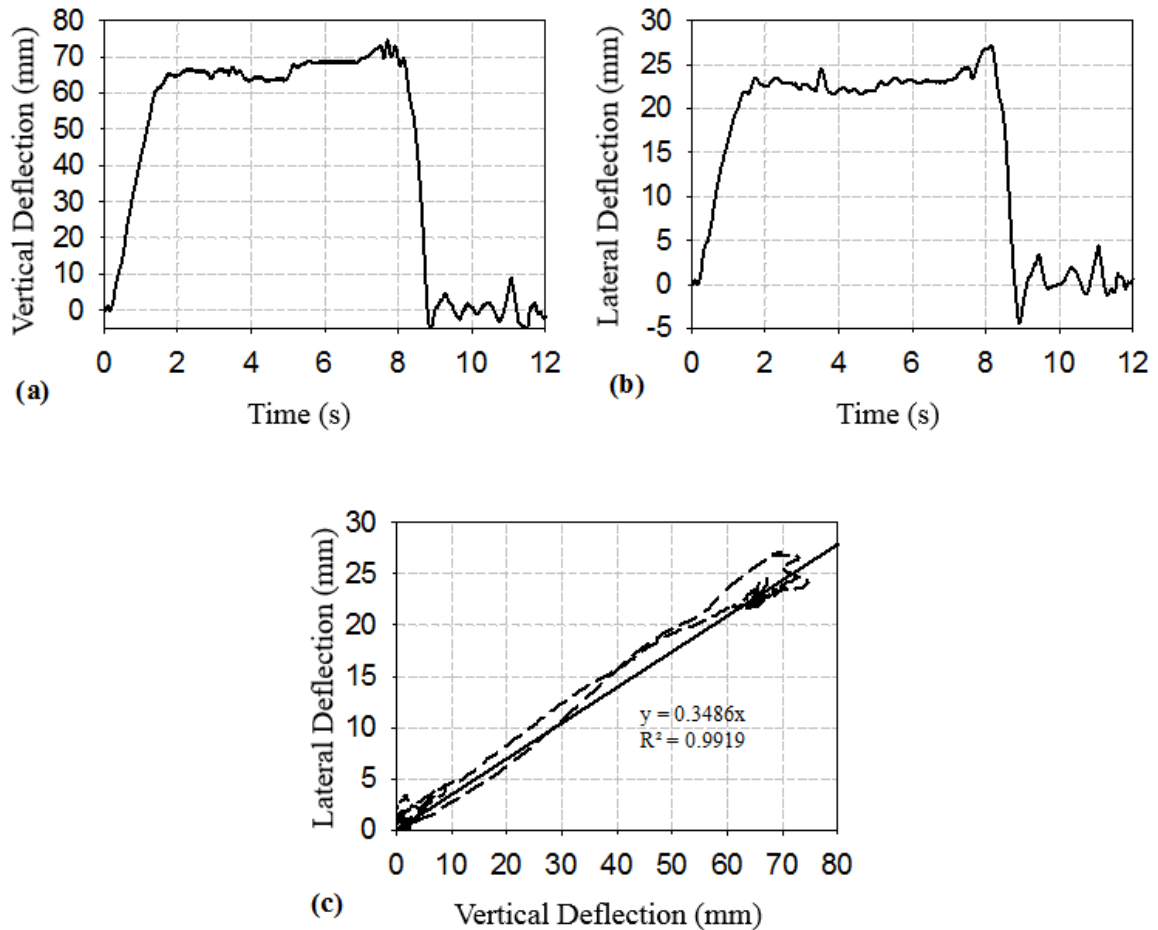 80
70
60
50
40
30
20
10
0
Vertical Deflection (mm)
0 2 4 6 8 10 12
(a)
Time (s)
30
25
20
15
10
5
0
-5
Lateral Deflection (mm)
0 2 4 6 8 10 12
(b)
Time (s)
30
25
20
15
10
5
0
Lateral Deflection (mm)
y = 0.3486x
R² = 0.9919
0 10 20 30 40 50 60 70 80
(c)
Vertical Deflection (mm)